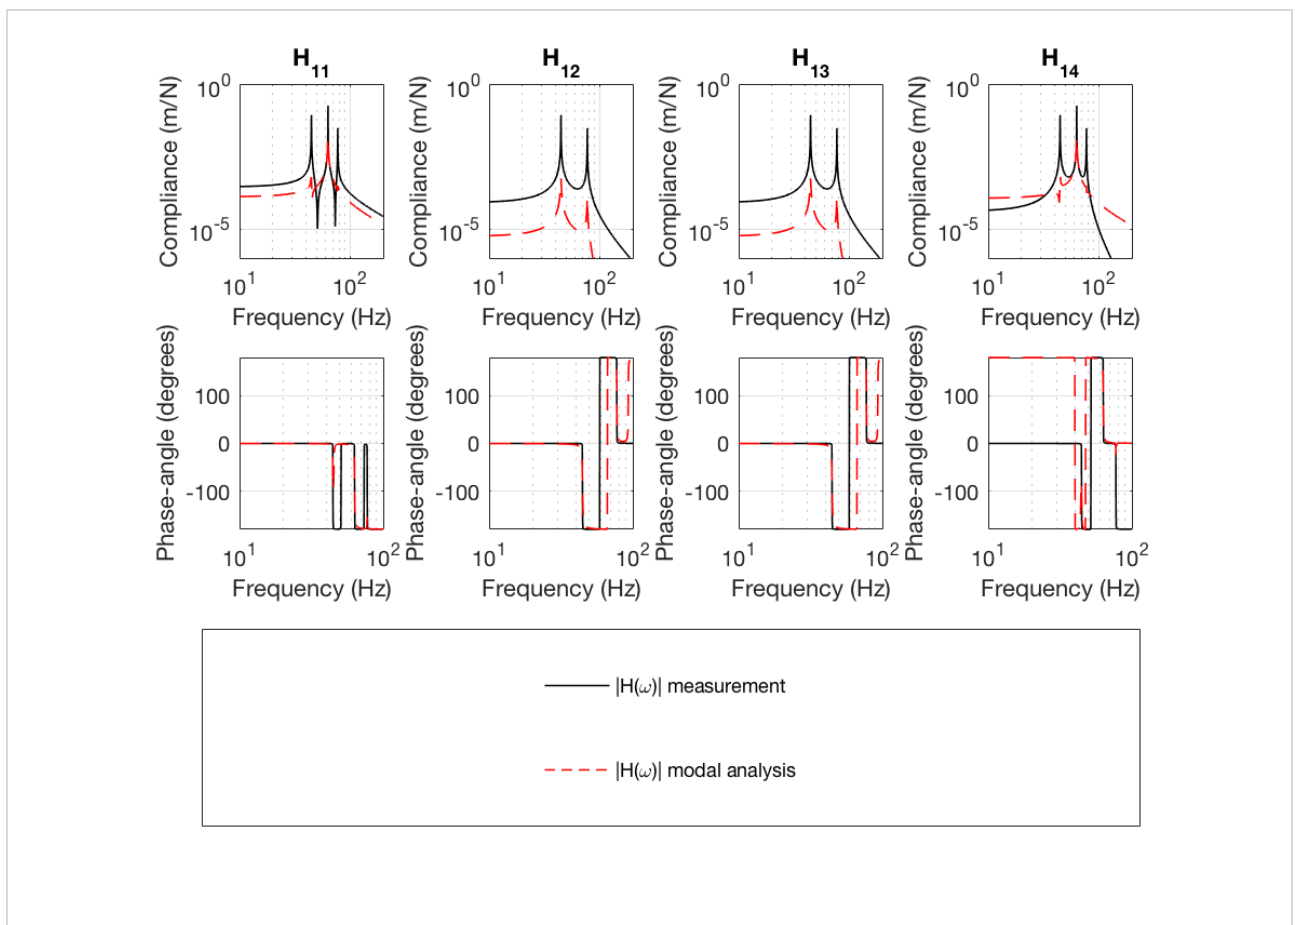 H11 H12 H13 H14
Compliance (m/N) Compliance (m/N) Compliance (m/N) Compliance (m/N)
10^0 10^0 10^0 10^0
10^-5 10^-5 10^-5 10^-5
10^1 10^2 10^1 10^2 10^1 10^2 10^1 10^2
Frequency (Hz) Frequency (Hz) Frequency (Hz) Frequency (Hz)
Phase-angle (degrees) Phase-angle (degrees) Phase-angle (degrees) Phase-angle (degrees)
100 100 100 100
0 0 0 0
-100 -100 -100 -100
10^1 10^2 10^1 10^2 10^1 10^2 10^1 10^2
Frequency (Hz) Frequency (Hz) Frequency (Hz) Frequency (Hz)
|H(ω)| measurement
|H(ω)| modal analysis